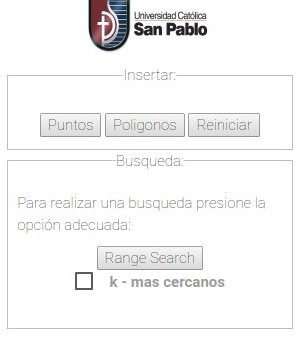 Universidad Católica
San Pablo
Insertar:
Puntos Poligonos Reiniciar
Busqueda:
Para realizar una busqueda presione la
opción adecuada:
Range Search
k - mas cercanos